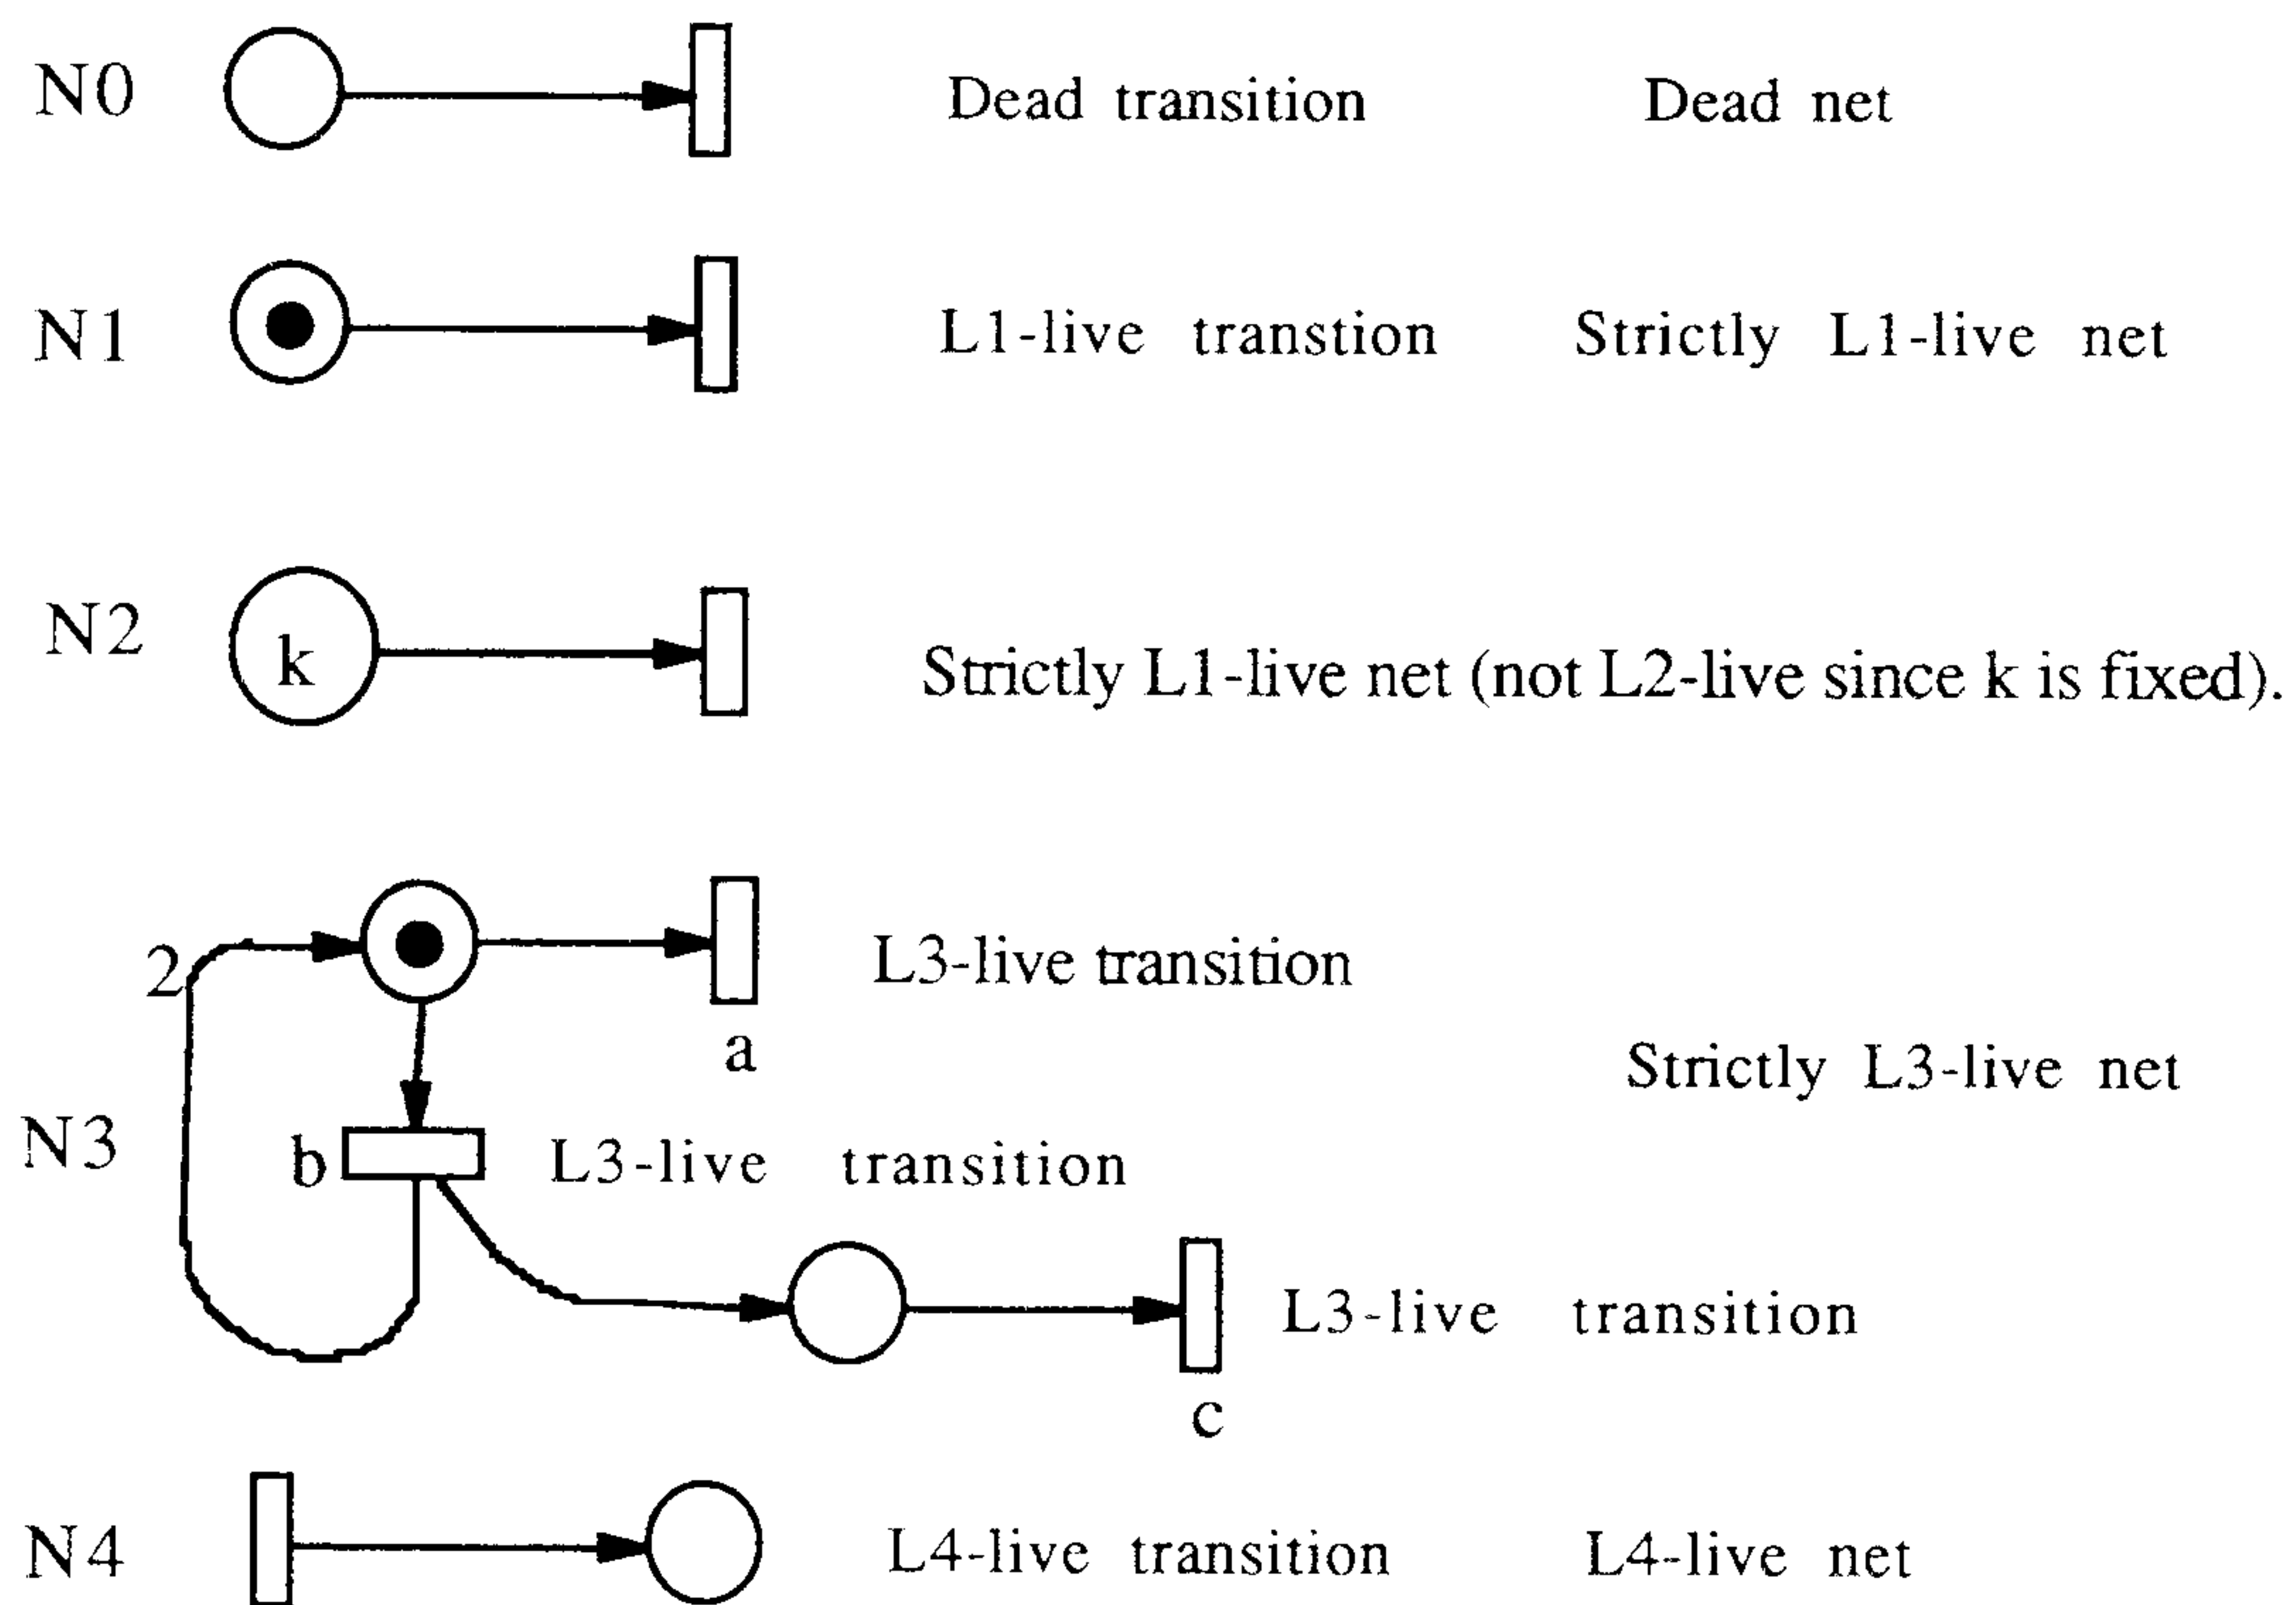 N0 Dead transition Dead net
N1 L1-live transtion Strictly L1-live net
N2 k Strictly L1-live net (not L2-live since k is fixed).
2 L3-live transition
a
Strictly L3-live net
N3 b L3-live transition
L3-live transition
c
N4 L4-live transition L4-live net